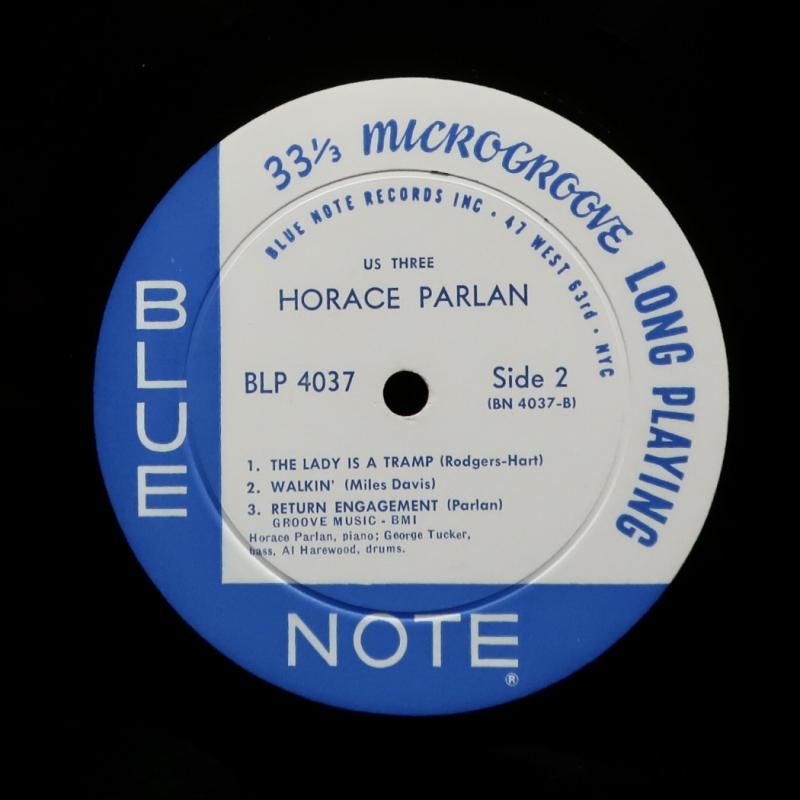 33⅓ MICROGROOVE LONG PLAYING
BLUE NOTE RECORDS INC · 47 WEST 63rd · NYC
US THREE
HORACE PARLAN
BLP 4037
Side 2
(BN 4037-B)
1. THE LADY IS A TRAMP (Rodgers-Hart)
2. WALKIN' (Miles Davis)
3. RETURN ENGAGEMENT (Parlan)
GROOVE MUSIC - BMI
Horace Parlan, piano; George Tucker,
bass, Al Harewood, drums.
BLUE
NOTE
®